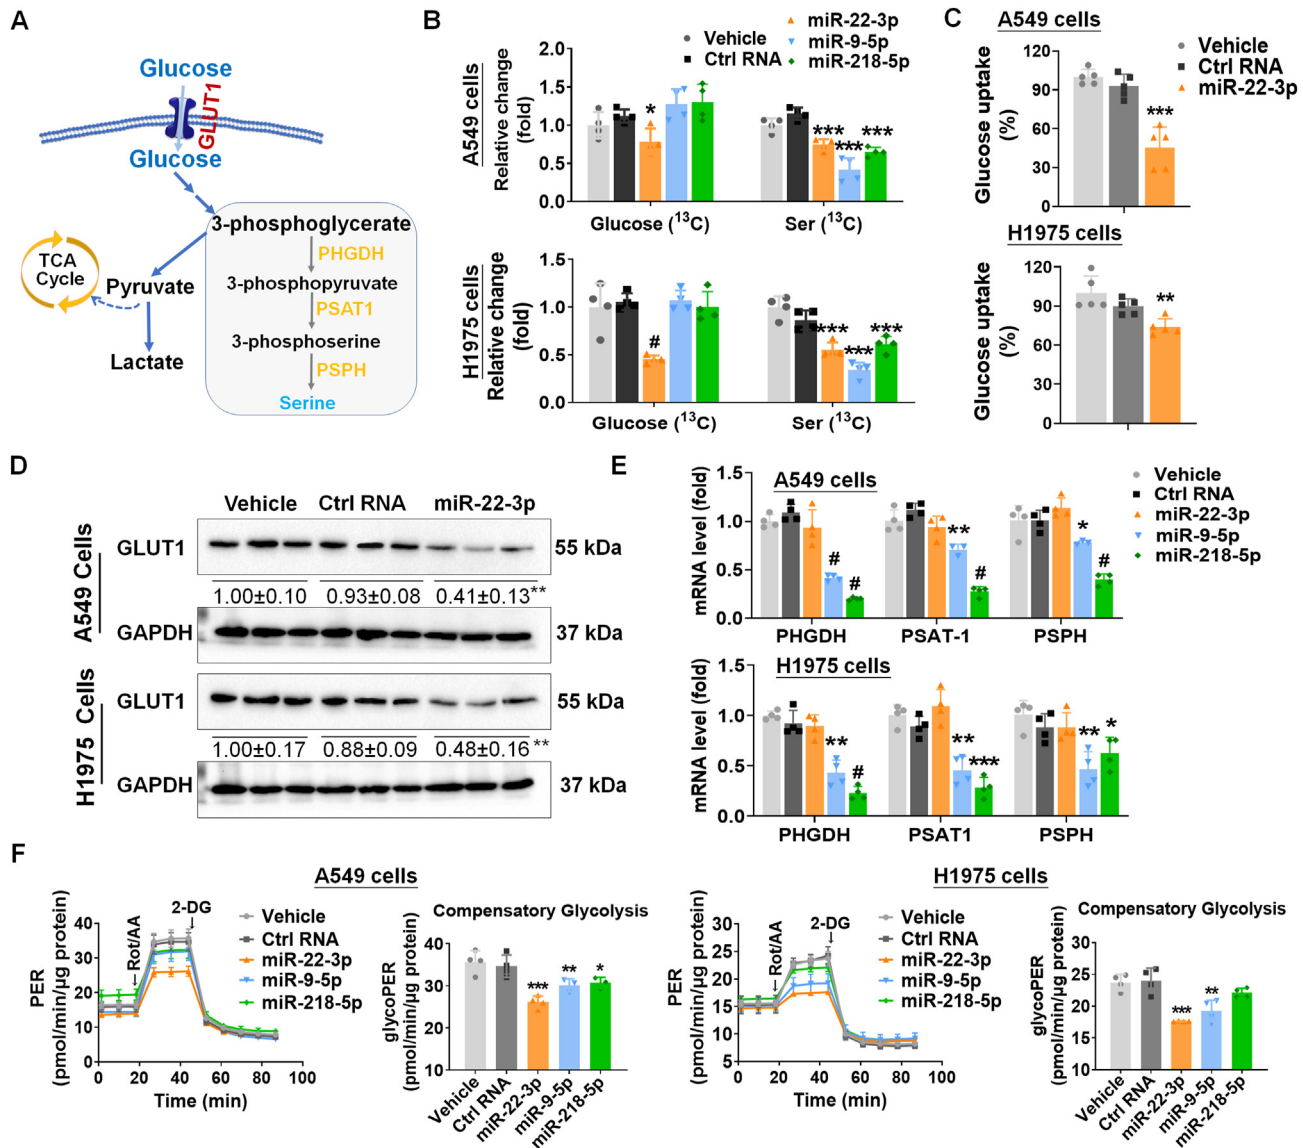 A
Glucose
GLUT1
Glucose
3-phosphoglycerate
PHGDH
3-phosphopyruvate
PSAT1
3-phosphoserine
PSPH
Serine
TCA
Cycle
Pyruvate
Lactate
B
Vehicle
Ctrl RNA
miR-22-3p
miR-9-5p
miR-218-5p
A549 cells
Relative change
(fold)
2.0
1.5
1.0
0.5
0.0
*
***
***
***
Glucose (¹³C)
Ser (¹³C)
H1975 cells
Relative change
(fold)
1.5
1.0
0.5
0.0
#
***
***
***
Glucose (¹³C)
Ser (¹³C)
C
A549 cells
Vehicle
Ctrl RNA
miR-22-3p
Glucose uptake
(%)
120
90
60
30
0
***
H1975 cells
Glucose uptake
(%)
120
90
60
30
0
**
D
Vehicle
Ctrl RNA
miR-22-3p
A549 Cells
GLUT1
55 kDa
1.00±0.10
0.93±0.08
0.41±0.13**
GAPDH
37 kDa
H1975 Cells
GLUT1
55 kDa
1.00±0.17
0.88±0.09
0.48±0.16**
GAPDH
37 kDa
E
A549 cells
mRNA level (fold)
1.5
1.0
0.5
0.0
#
#
**
#
*
#
PHGDH
PSAT-1
PSPH
Vehicle
Ctrl RNA
miR-22-3p
miR-9-5p
miR-218-5p
H1975 cells
mRNA level (fold)
1.5
1.0
0.5
0.0
**
#
**
***
**
*
PHGDH
PSAT1
PSPH
F
A549 cells
PER
(pmol/min/µg protein)
40
30
20
10
0
Rot/AA
2-DG
0
20
40
60
80
100
Time (min)
Vehicle
Ctrl RNA
miR-22-3p
miR-9-5p
miR-218-5p
Compensatory Glycolysis
glycoPER
(pmol/min/µg protein)
40
30
20
10
***
**
*
Vehicle
Ctrl RNA
miR-22-3p
miR-9-5p
miR-218-5p
H1975 cells
PER
(pmol/min/µg protein)
30
25
20
15
10
5
Rot/AA
2-DG
0
20
40
60
80
100
Time (min)
Vehicle
Ctrl RNA
miR-22-3p
miR-9-5p
miR-218-5p
Compensatory Glycolysis
glycoPER
(pmol/min/µg protein)
30
25
20
15
10
***
**
Vehicle
Ctrl RNA
miR-22-3p
miR-9-5p
miR-218-5p